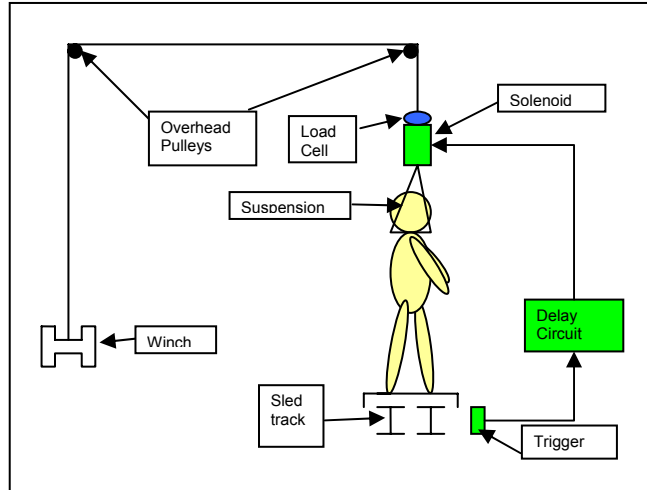 Solenoid
Overhead
Pulleys
Load
Cell
Suspension
Delay
Circuit
Winch
Sled
track
Trigger